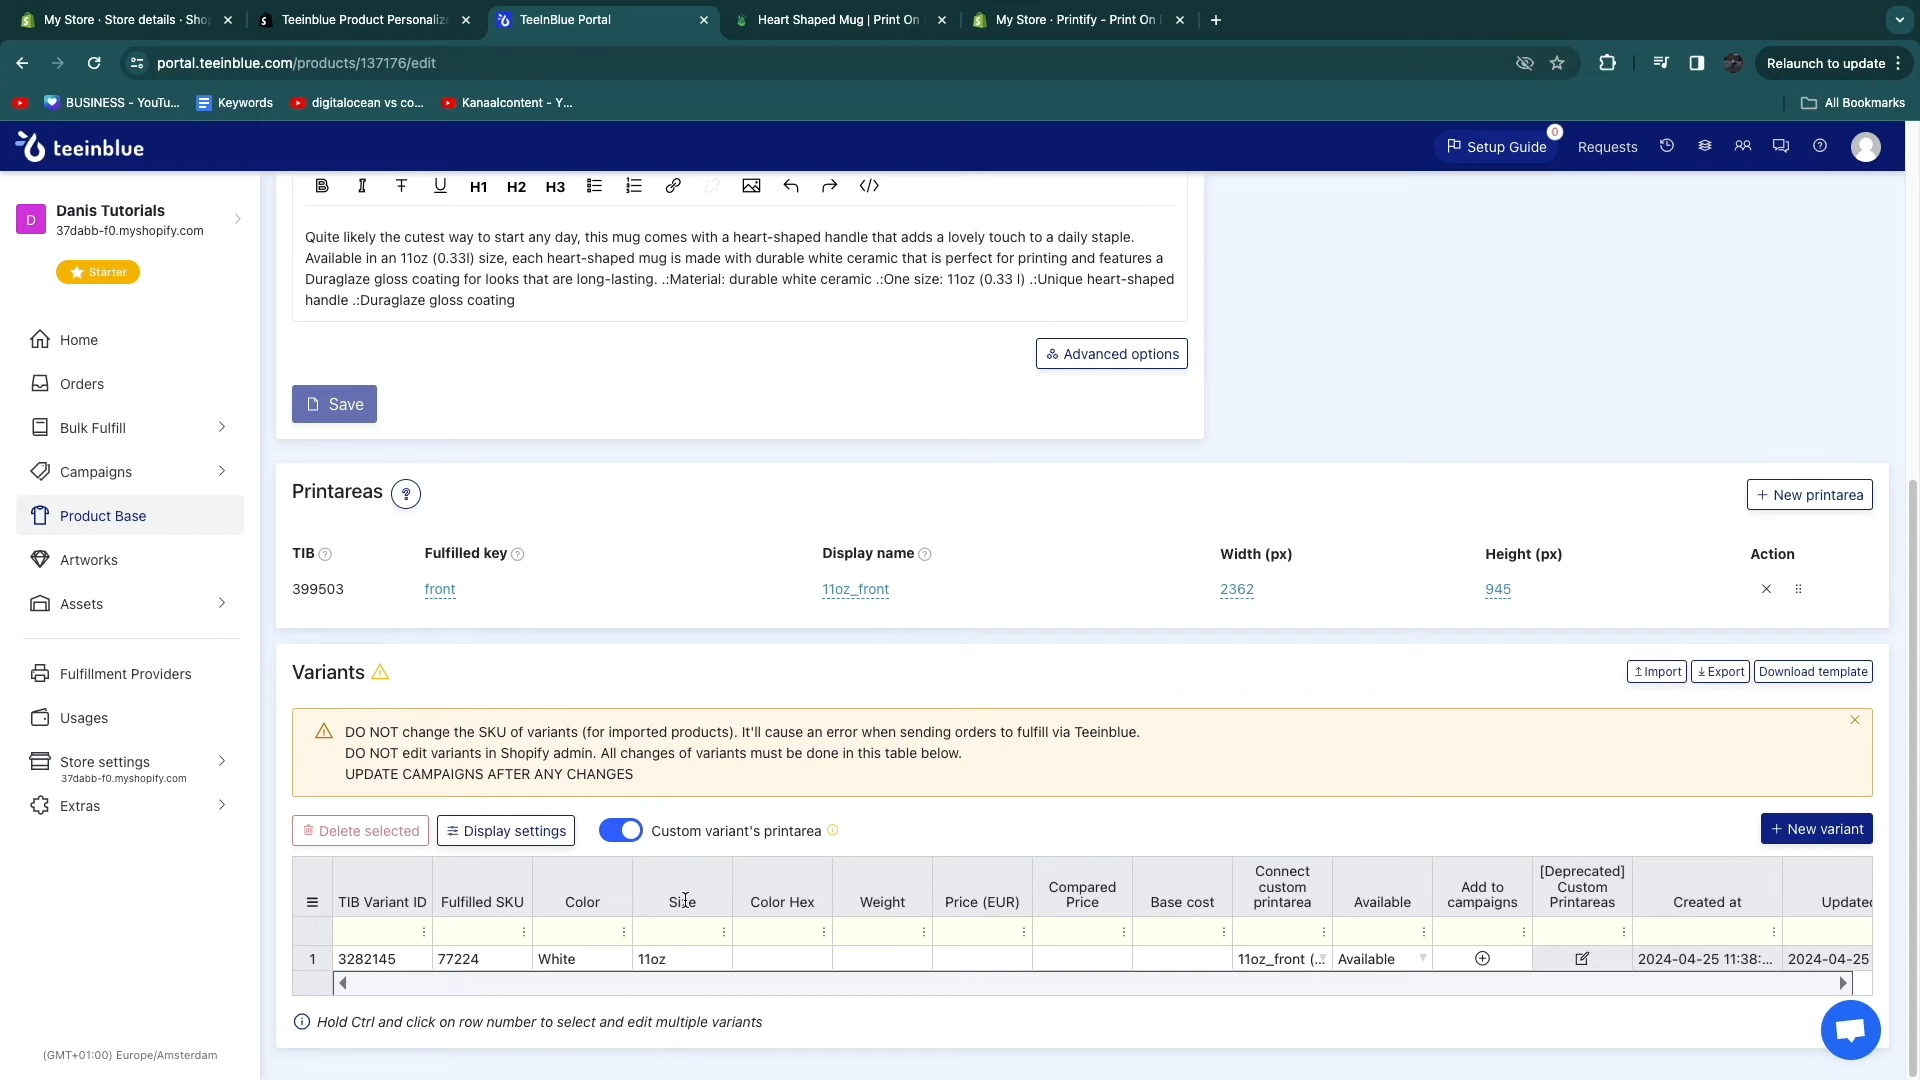 My Store · Store details · Sho
Teeinblue Product Personalize
TeeInBlue Portal
Heart Shaped Mug | Print On
My Store · Printify - Print On
portal.teeinblue.com/products/137176/edit
Relaunch to update
BUSINESS - YouTu...
Keywords
digitalocean vs co...
Kanaalcontent - Y...
All Bookmarks
teeinblue
Setup Guide
0
Requests
D
Danis Tutorials
37dabb-f0.myshopify.com
Starter
Home
Orders
Bulk Fulfill
Campaigns
Product Base
Artworks
Assets
Fulfillment Providers
Usages
Store settings
37dabb-f0.myshopify.com
Extras
(GMT+01:00) Europe/Amsterdam
B I T U H1 H2 H3
Quite likely the cutest way to start any day, this mug comes with a heart-shaped handle that adds a lovely touch to a daily staple.
Available in an 11oz (0.33l) size, each heart-shaped mug is made with durable white ceramic that is perfect for printing and features a
Duraglaze gloss coating for looks that are long-lasting. .:Material: durable white ceramic .:One size: 11oz (0.33 l) .:Unique heart-shaped
handle .:Duraglaze gloss coating
Advanced options
Save
Printareas ?
+ New printarea
TIB Fulfilled key Display name Width (px) Height (px) Action
399503 front 11oz_front 2362 945
Variants
Import Export Download template
DO NOT change the SKU of variants (for imported products). It'll cause an error when sending orders to fulfill via Teeinblue.
DO NOT edit variants in Shopify admin. All changes of variants must be done in this table below.
UPDATE CAMPAIGNS AFTER ANY CHANGES
Delete selected Display settings Custom variant's printarea + New variant
TIB Variant ID Fulfilled SKU Color Size Color Hex Weight Price (EUR) Compared Price Base cost Connect custom printarea Available Add to campaigns [Deprecated] Custom Printareas Created at Updated
1 3282145 77224 White 11oz 11oz_front (... Available 2024-04-25 11:38:... 2024-04-25
Hold Ctrl and click on row number to select and edit multiple variants